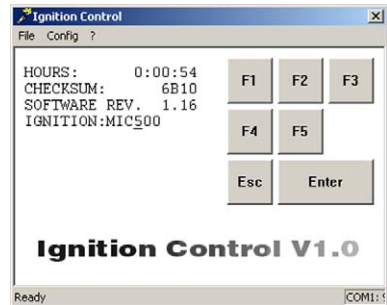 Ignition Control
File Config ?
HOURS: 0:00:54
CHECKSUM: 6B10
SOFTWARE REV. 1.16
IGNITION:MIC500
F1 F2 F3
F4 F5
Esc Enter
Ignition Control V1.0
Ready COM1: